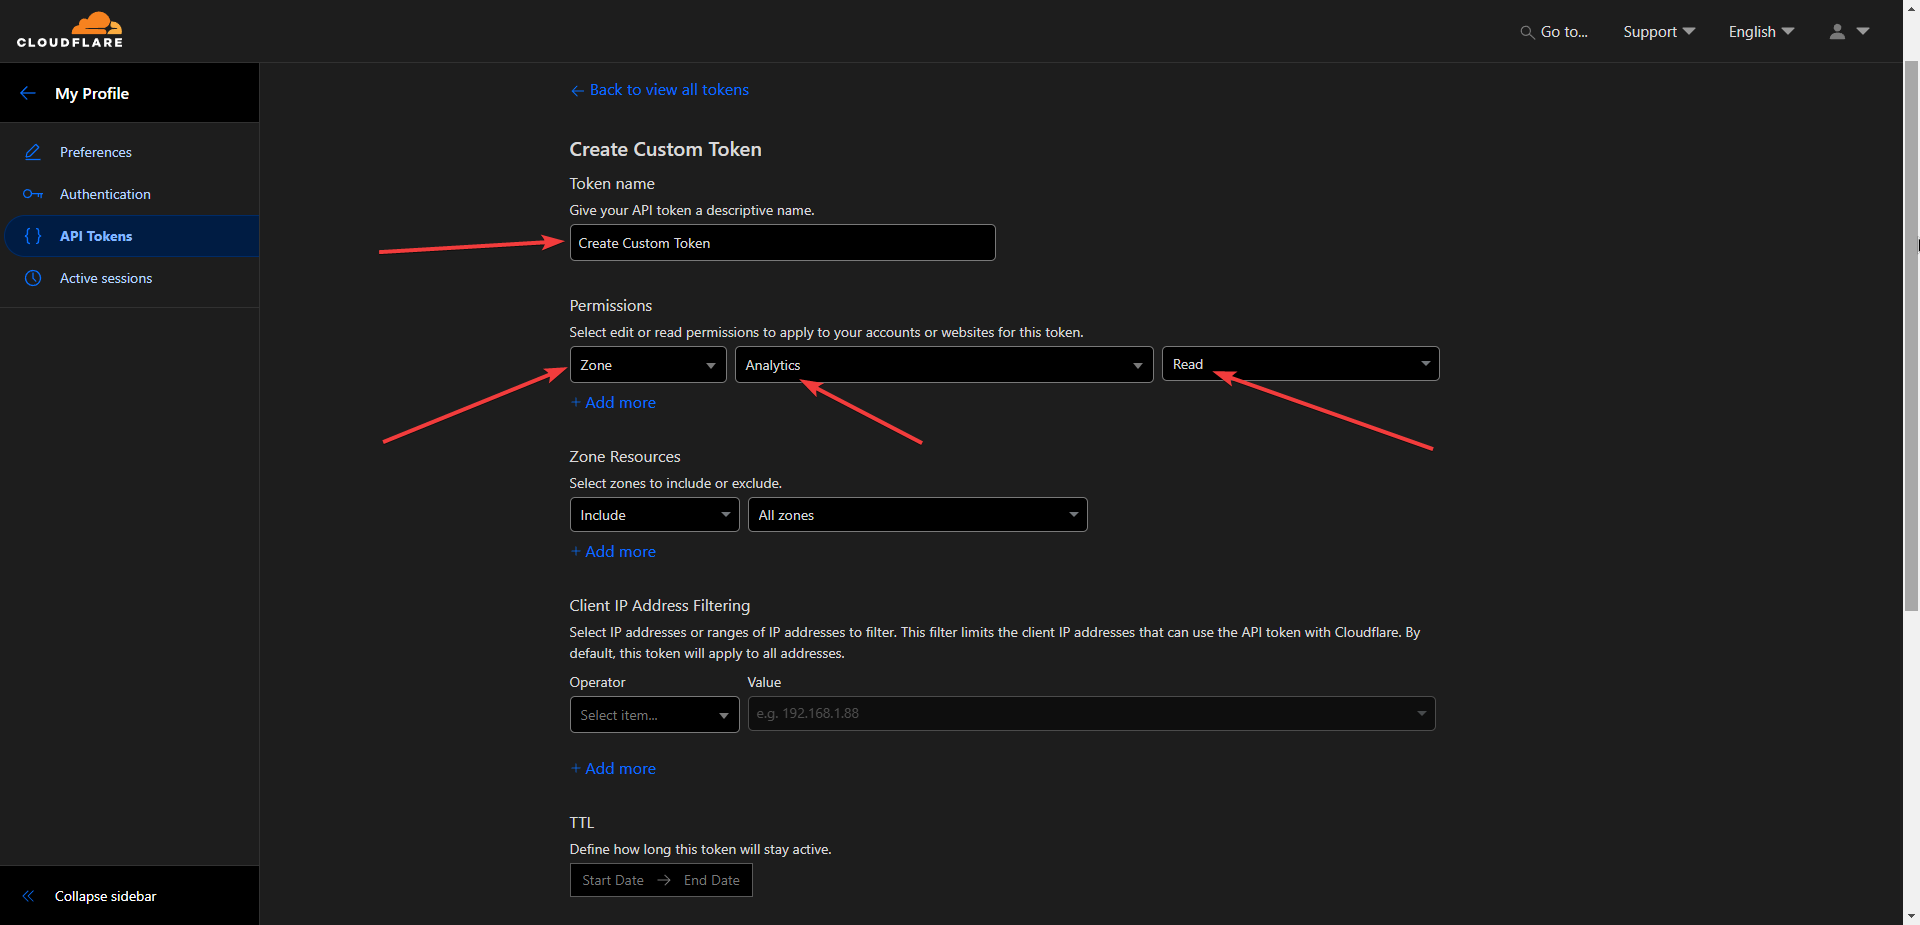 CLOUDFLARE
Go to...
Support
English
My Profile
Preferences
Authentication
{ } API Tokens
Active sessions
Collapse sidebar
← Back to view all tokens
Create Custom Token
Token name
Give your API token a descriptive name.
Create Custom Token
Permissions
Select edit or read permissions to apply to your accounts or websites for this token.
Zone
Analytics
Read
+ Add more
Zone Resources
Select zones to include or exclude.
Include
All zones
+ Add more
Client IP Address Filtering
Select IP addresses or ranges of IP addresses to filter. This filter limits the client IP addresses that can use the API token with Cloudflare. By
default, this token will apply to all addresses.
Operator
Value
Select item...
e.g. 192.168.1.88
+ Add more
TTL
Define how long this token will stay active.
Start Date → End Date